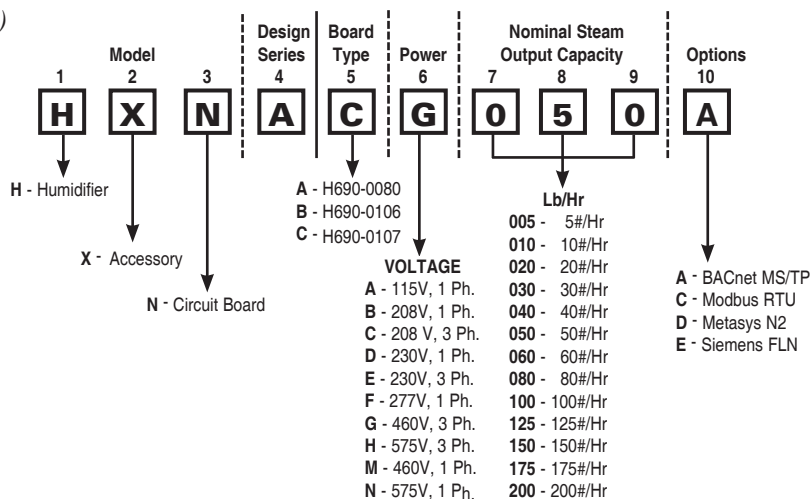 )
Model
Design Series
Board Type
Power
Nominal Steam Output Capacity
Options
1 2 3 4 5 6 7 8 9 10
H X N A C G 0 5 0 A
H - Humidifier
X - Accessory
N - Circuit Board
A - H690-0080
B - H690-0106
C - H690-0107
VOLTAGE
A - 115V, 1 Ph.
B - 208V, 1 Ph.
C - 208 V, 3 Ph.
D - 230V, 1 Ph.
E - 230V, 3 Ph.
F - 277V, 1 Ph.
G - 460V, 3 Ph.
H - 575V, 3 Ph.
M - 460V, 1 Ph.
N - 575V, 1 Ph.
Lb/Hr
005 - 5#/Hr
010 - 10#/Hr
020 - 20#/Hr
030 - 30#/Hr
040 - 40#/Hr
050 - 50#/Hr
060 - 60#/Hr
080 - 80#/Hr
100 - 100#/Hr
125 - 125#/Hr
150 - 150#/Hr
175 - 175#/Hr
200 - 200#/Hr
A - BACnet MS/TP
C - Modbus RTU
D - Metasys N2
E - Siemens FLN